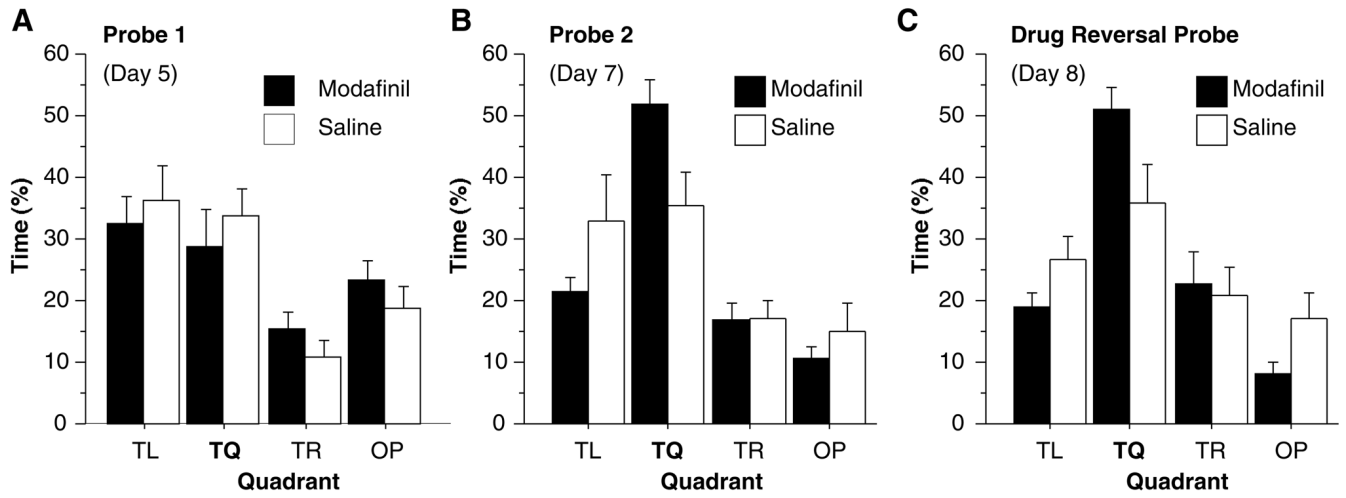 A
Probe 1
(Day 5)
Modafinil
Saline
60
50
40
30
20
10
0
Time (%)
TL TQ TR OP
Quadrant
B
Probe 2
(Day 7)
Modafinil
Saline
60
50
40
30
20
10
0
Time (%)
TL TQ TR OP
Quadrant
C
Drug Reversal Probe
(Day 8)
Modafinil
Saline
60
50
40
30
20
10
0
Time (%)
TL TQ TR OP
Quadrant